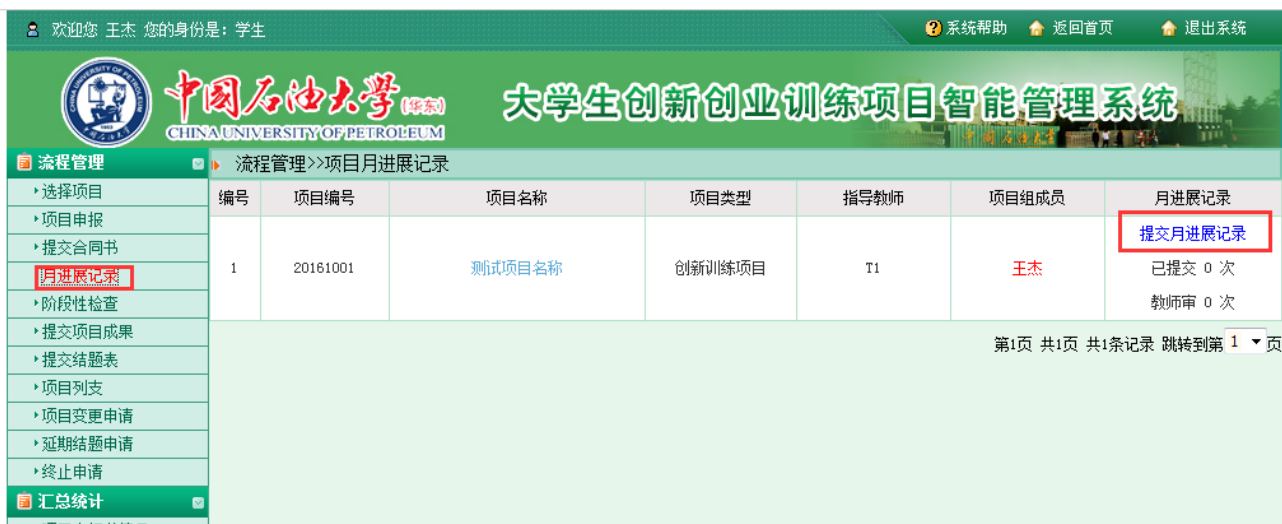 欢迎您 王杰 您的身份是：学生
系统帮助 返回首页 退出系统
中国石油大学(华东)
CHINA UNIVERSITY OF PETROLEUM
大学生创新创业训练项目智能管理系统
流程管理
选择项目
项目申报
提交合同书
月进展记录
阶段性检查
提交项目成果
提交结题表
项目列支
项目变更申请
延期结题申请
终止申请
汇总统计
流程管理>>项目月进展记录
编号 项目编号 项目名称 项目类型 指导教师 项目组成员 月进展记录
1 20161001 测试项目名称 创新训练项目 T1 王杰 提交月进展记录
已提交 0 次
教师审 0 次
第1页 共1页 共1条记录 跳转到第 1 页